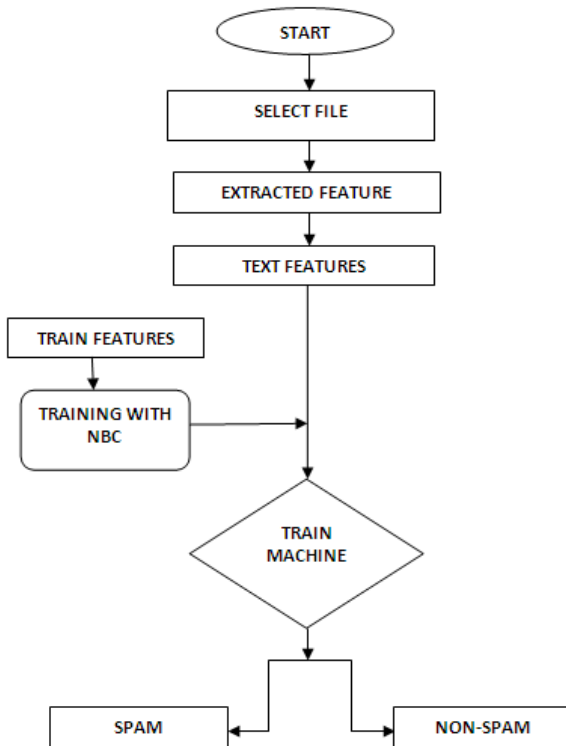 START
SELECT FILE
EXTRACTED FEATURE
TEXT FEATURES
TRAIN FEATURES
TRAINING WITH
NBC
TRAIN
MACHINE
SPAM
NON-SPAM